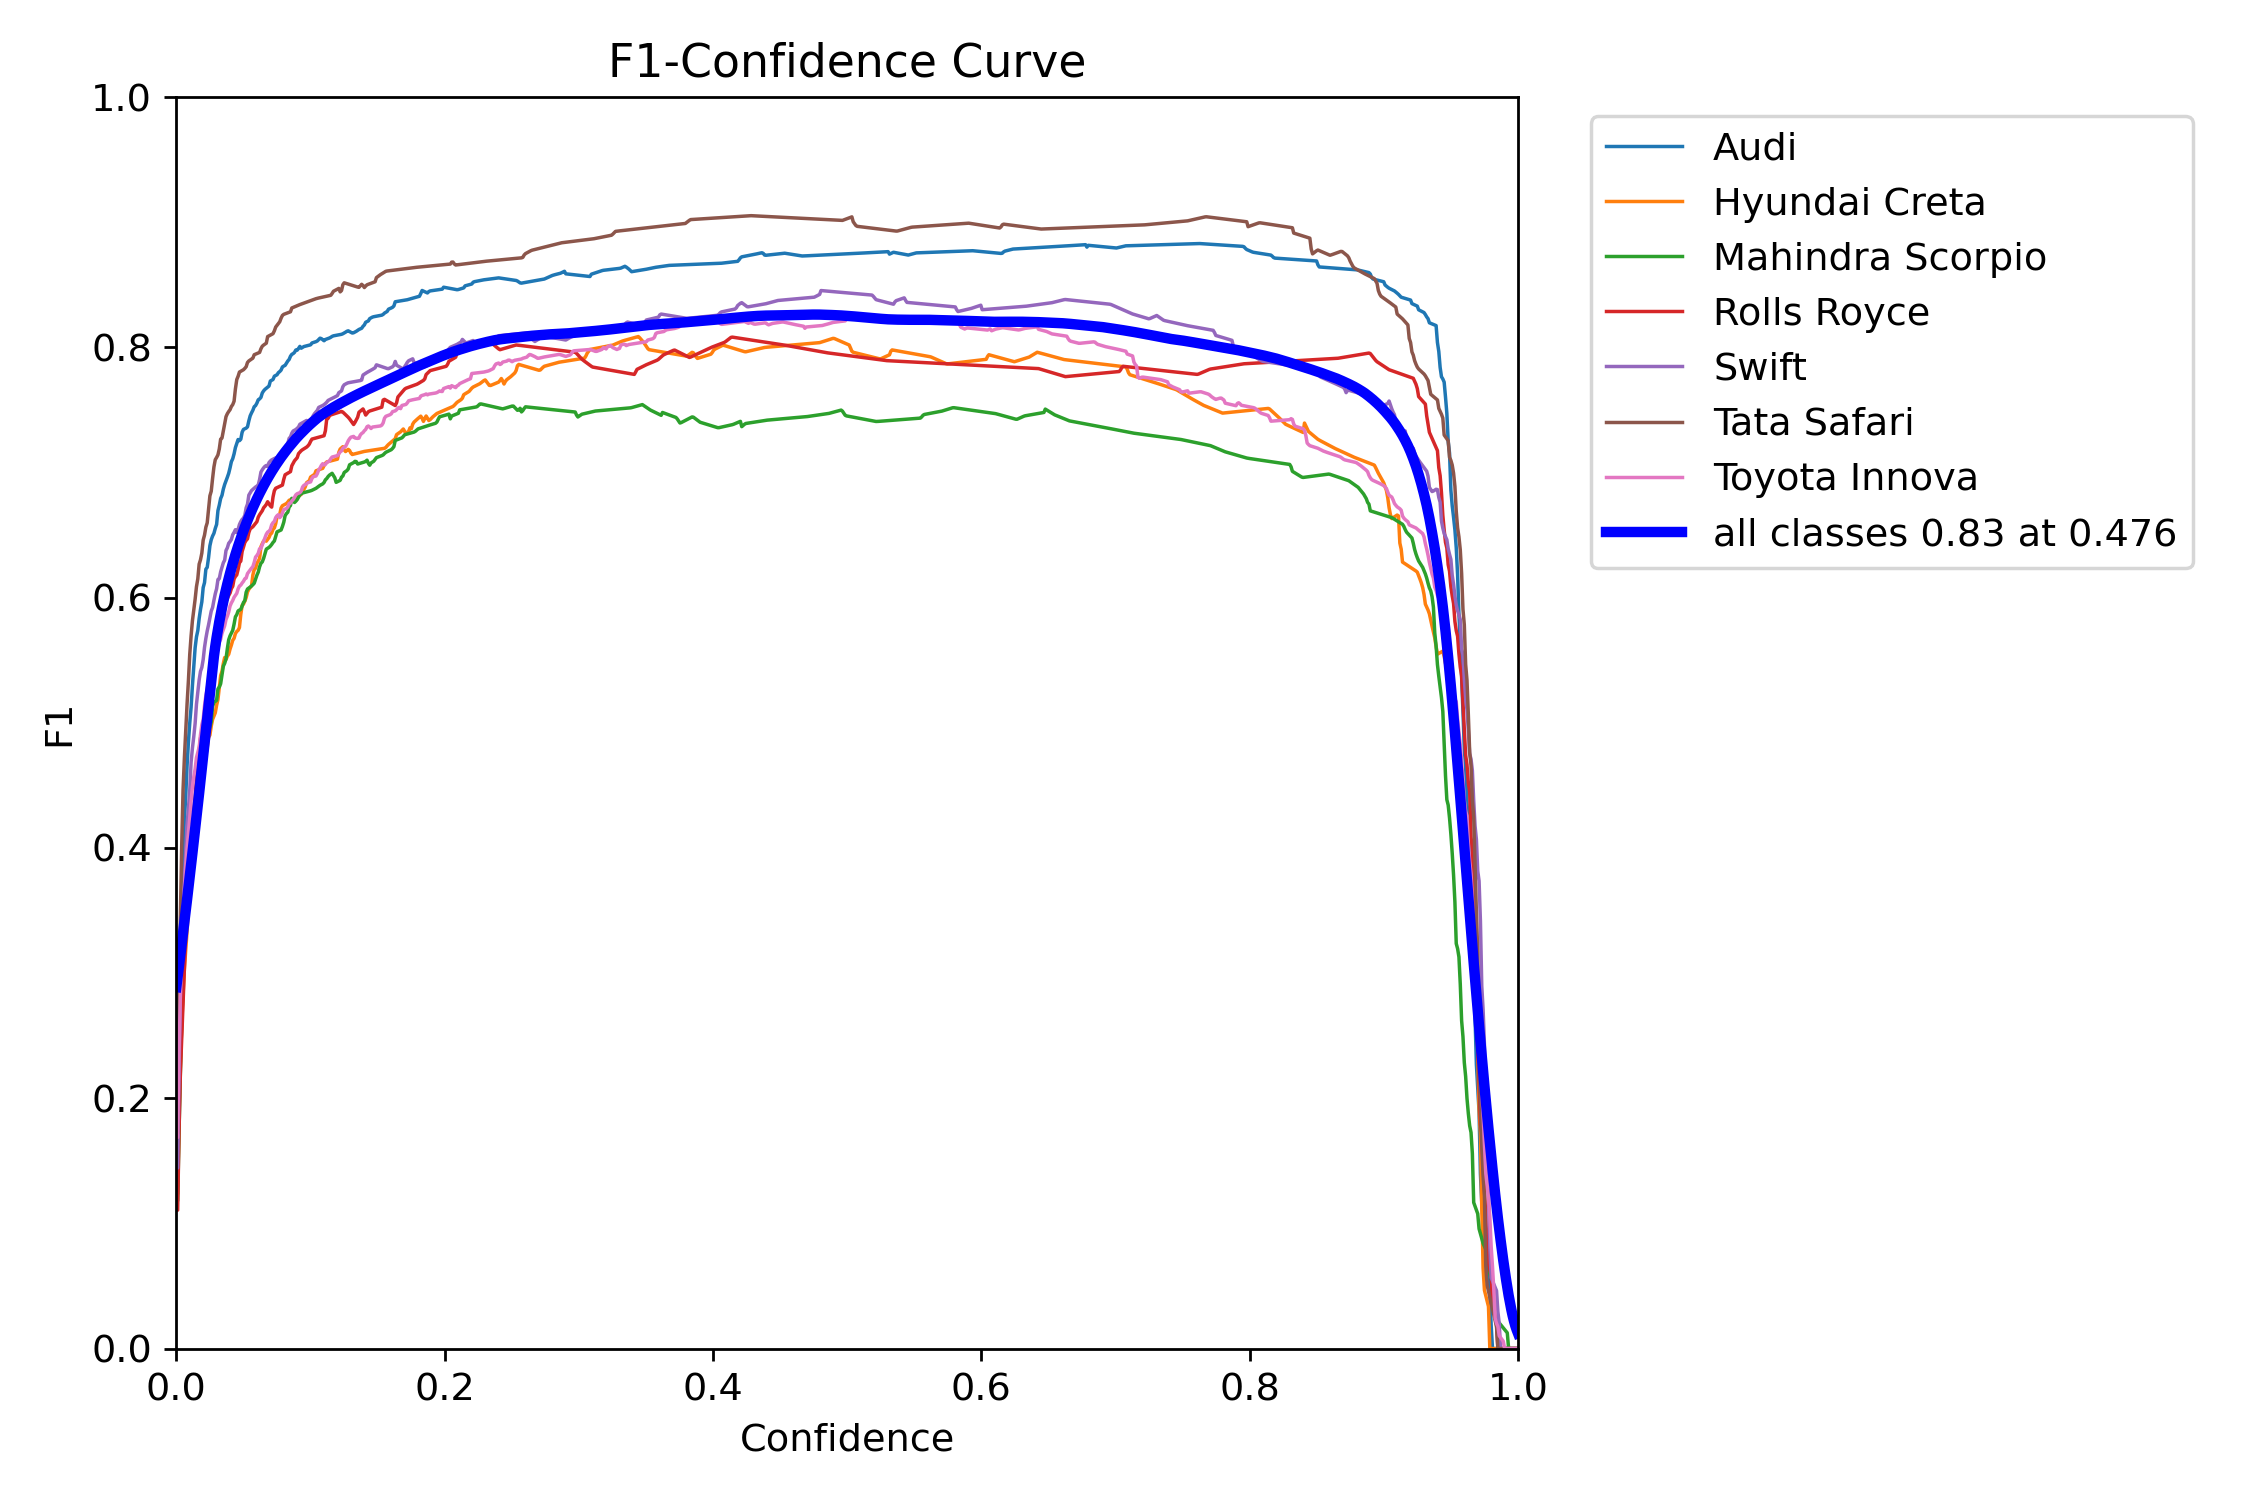 F1-Confidence Curve
1.0
0.8
0.6
0.4
0.2
0.0
F1
0.0 0.2 0.4 0.6 0.8 1.0
Confidence
Audi
Hyundai Creta
Mahindra Scorpio
Rolls Royce
Swift
Tata Safari
Toyota Innova
all classes 0.83 at 0.476